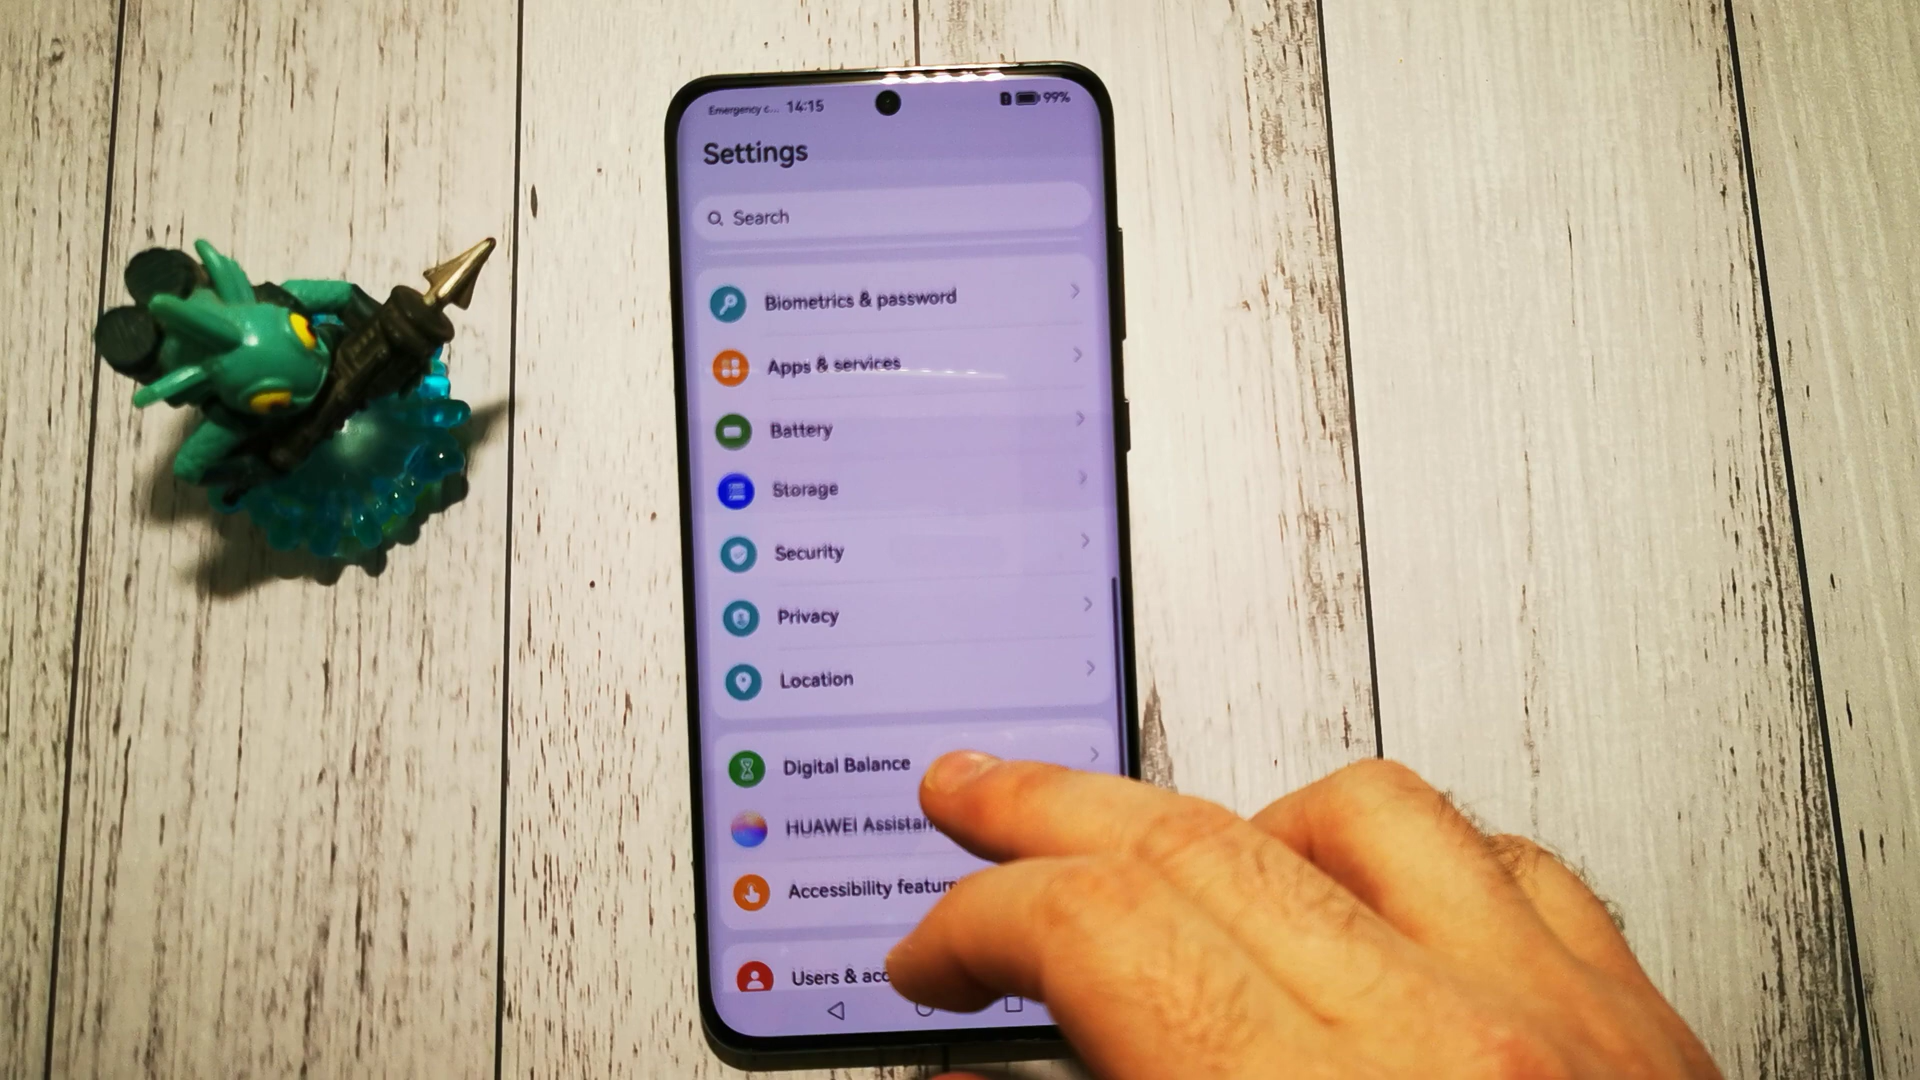 Emergency c... 14:15 99%
Settings
Search
Biometrics & password
Apps & services
Battery
Storage
Security
Privacy
Location
Digital Balance
HUAWEI Assistan
Accessibility featur
Users & acc